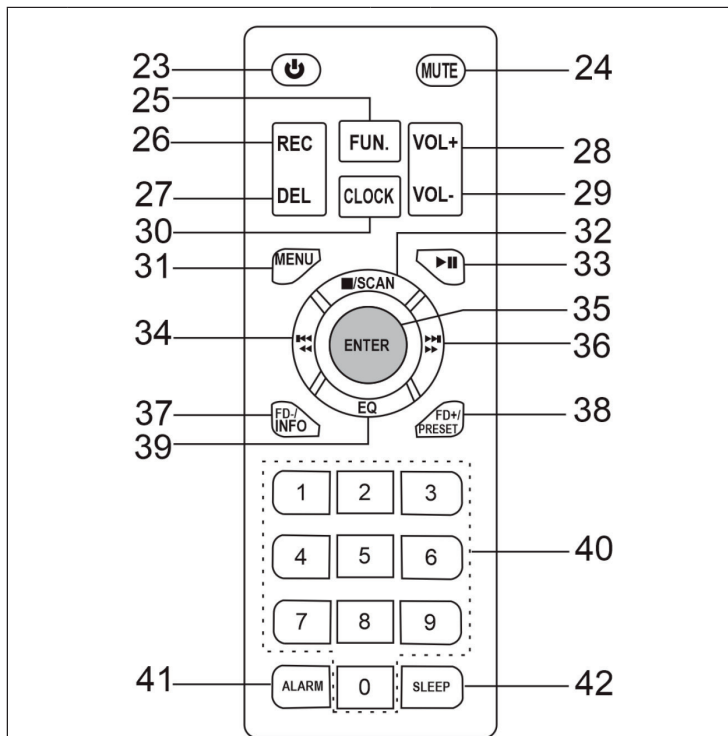 23
MUTE
24
25
26
REC
FUN.
VOL+
28
27
DEL
CLOCK
VOL-
29
30
31
MENU
■/SCAN
32
▶❚❚
33
34
ENTER
35
36
37
FD-/
INFO
EQ
FD+/
PRESET
38
39
1 2 3
4 5 6
40
7 8 9
41
ALARM
0
SLEEP
42